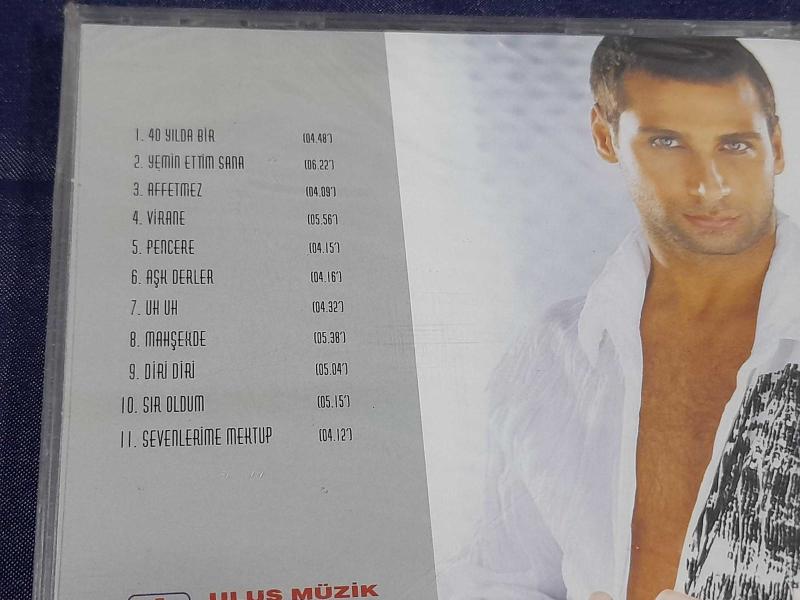 1. 40 YILDA BİR (04.48')
2. YEMİN ETTİM SANA (06.22')
3. AFFETMEZ (04.09')
4. VİRANE (05.56')
5. PENCERE (04.15')
6. AŞK DERLER (04.16')
7. UH UH (04.32')
8. MAHŞERDE (05.38')
9. DİRİ DİRİ (05.04')
10. SIR OLDUM (05.15')
11. SEVENLERİME MEKTUP (04.12')
ULUS MÜZİK